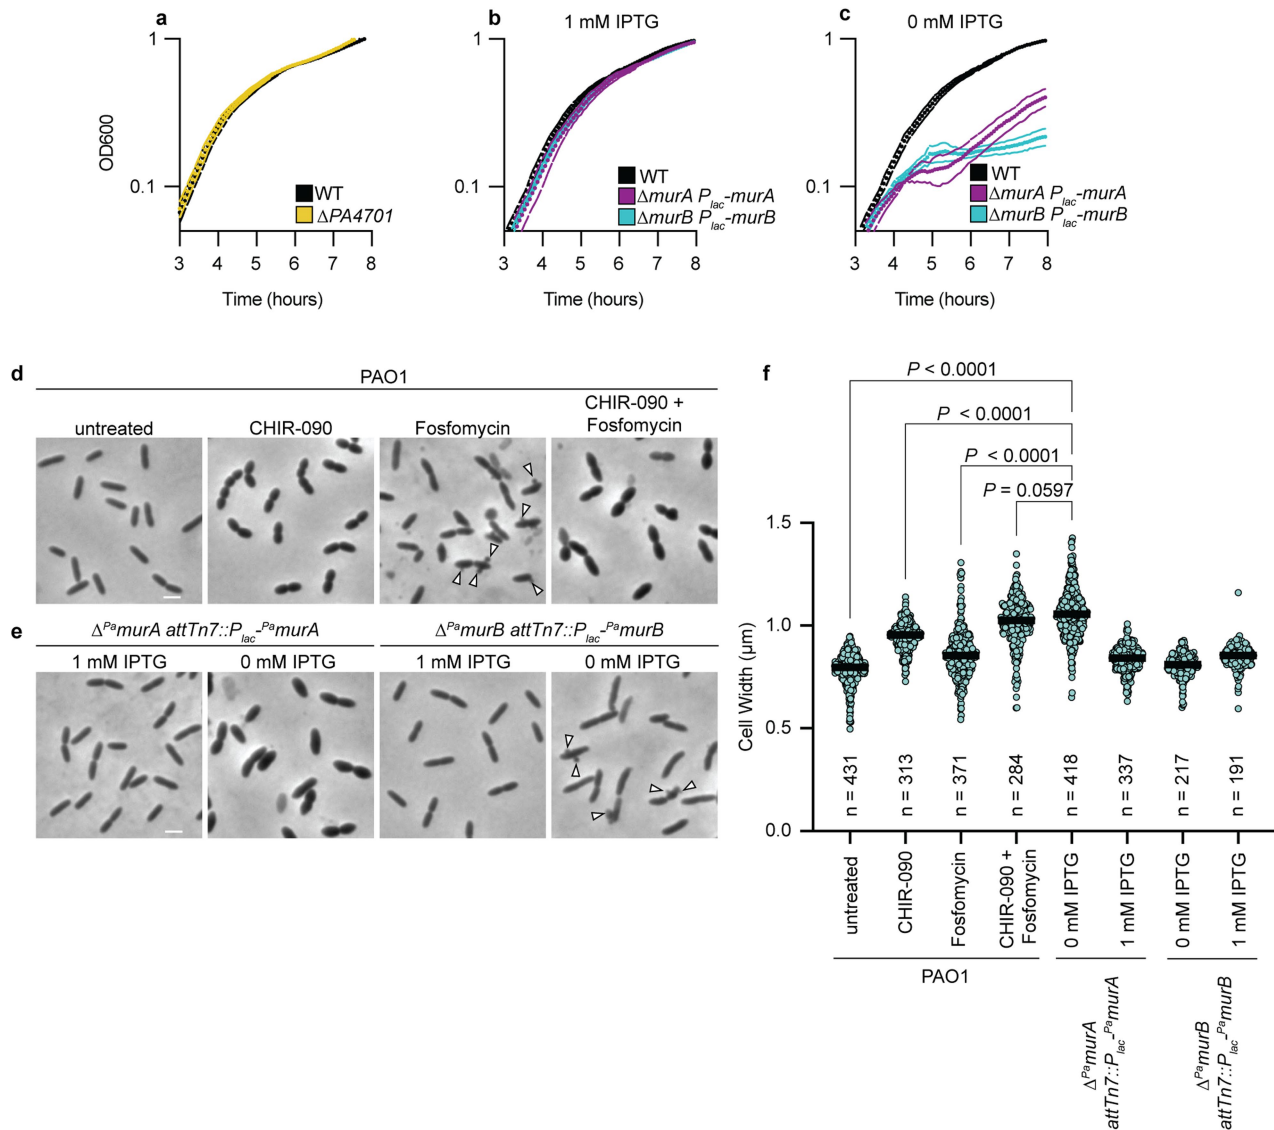 a
1
0.1
OD600
WT
ΔPA4701
3 4 5 6 7 8
Time (hours)
b
1 mM IPTG
1
0.1
WT
ΔmurA Plac-murA
ΔmurB Plac-murB
3 4 5 6 7 8
Time (hours)
c
0 mM IPTG
1
0.1
WT
ΔmurA Plac-murA
ΔmurB Plac-murB
3 4 5 6 7 8
Time (hours)
d
PAO1
untreated
CHIR-090
Fosfomycin
CHIR-090 +
Fosfomycin
e
ΔPamurA attTn7::Plac-PamurA
ΔPamurB attTn7::Plac-PamurB
1 mM IPTG
0 mM IPTG
1 mM IPTG
0 mM IPTG
f
P < 0.0001
P < 0.0001
P < 0.0001
P = 0.0597
1.5
1.0
0.5
0.0
Cell Width (µm)
n = 431
n = 313
n = 371
n = 284
n = 418
n = 337
n = 217
n = 191
untreated
CHIR-090
Fosfomycin
CHIR-090 +
Fosfomycin
0 mM IPTG
1 mM IPTG
0 mM IPTG
1 mM IPTG
PAO1
ΔPamurA
attTn7::Plac-PamurA
ΔPamurB
attTn7::Plac-PamurB